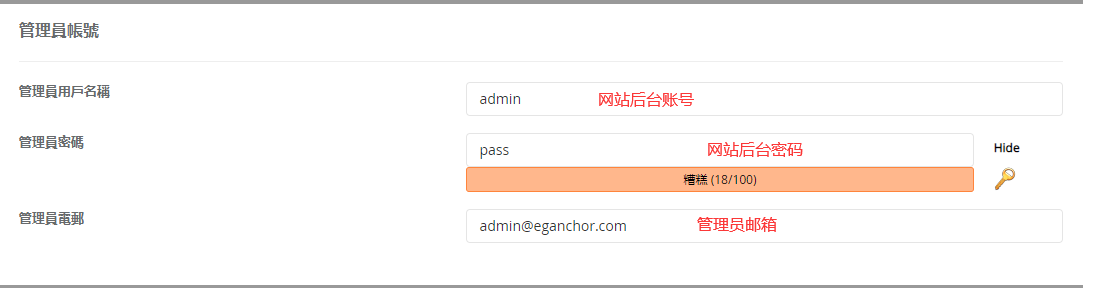 管理員帳號
管理員用戶名稱
admin 网站后台账号
管理員密碼
pass 网站后台密码 Hide
槽糕 (18/100)
管理員電郵
admin@eganchor.com 管理员邮箱